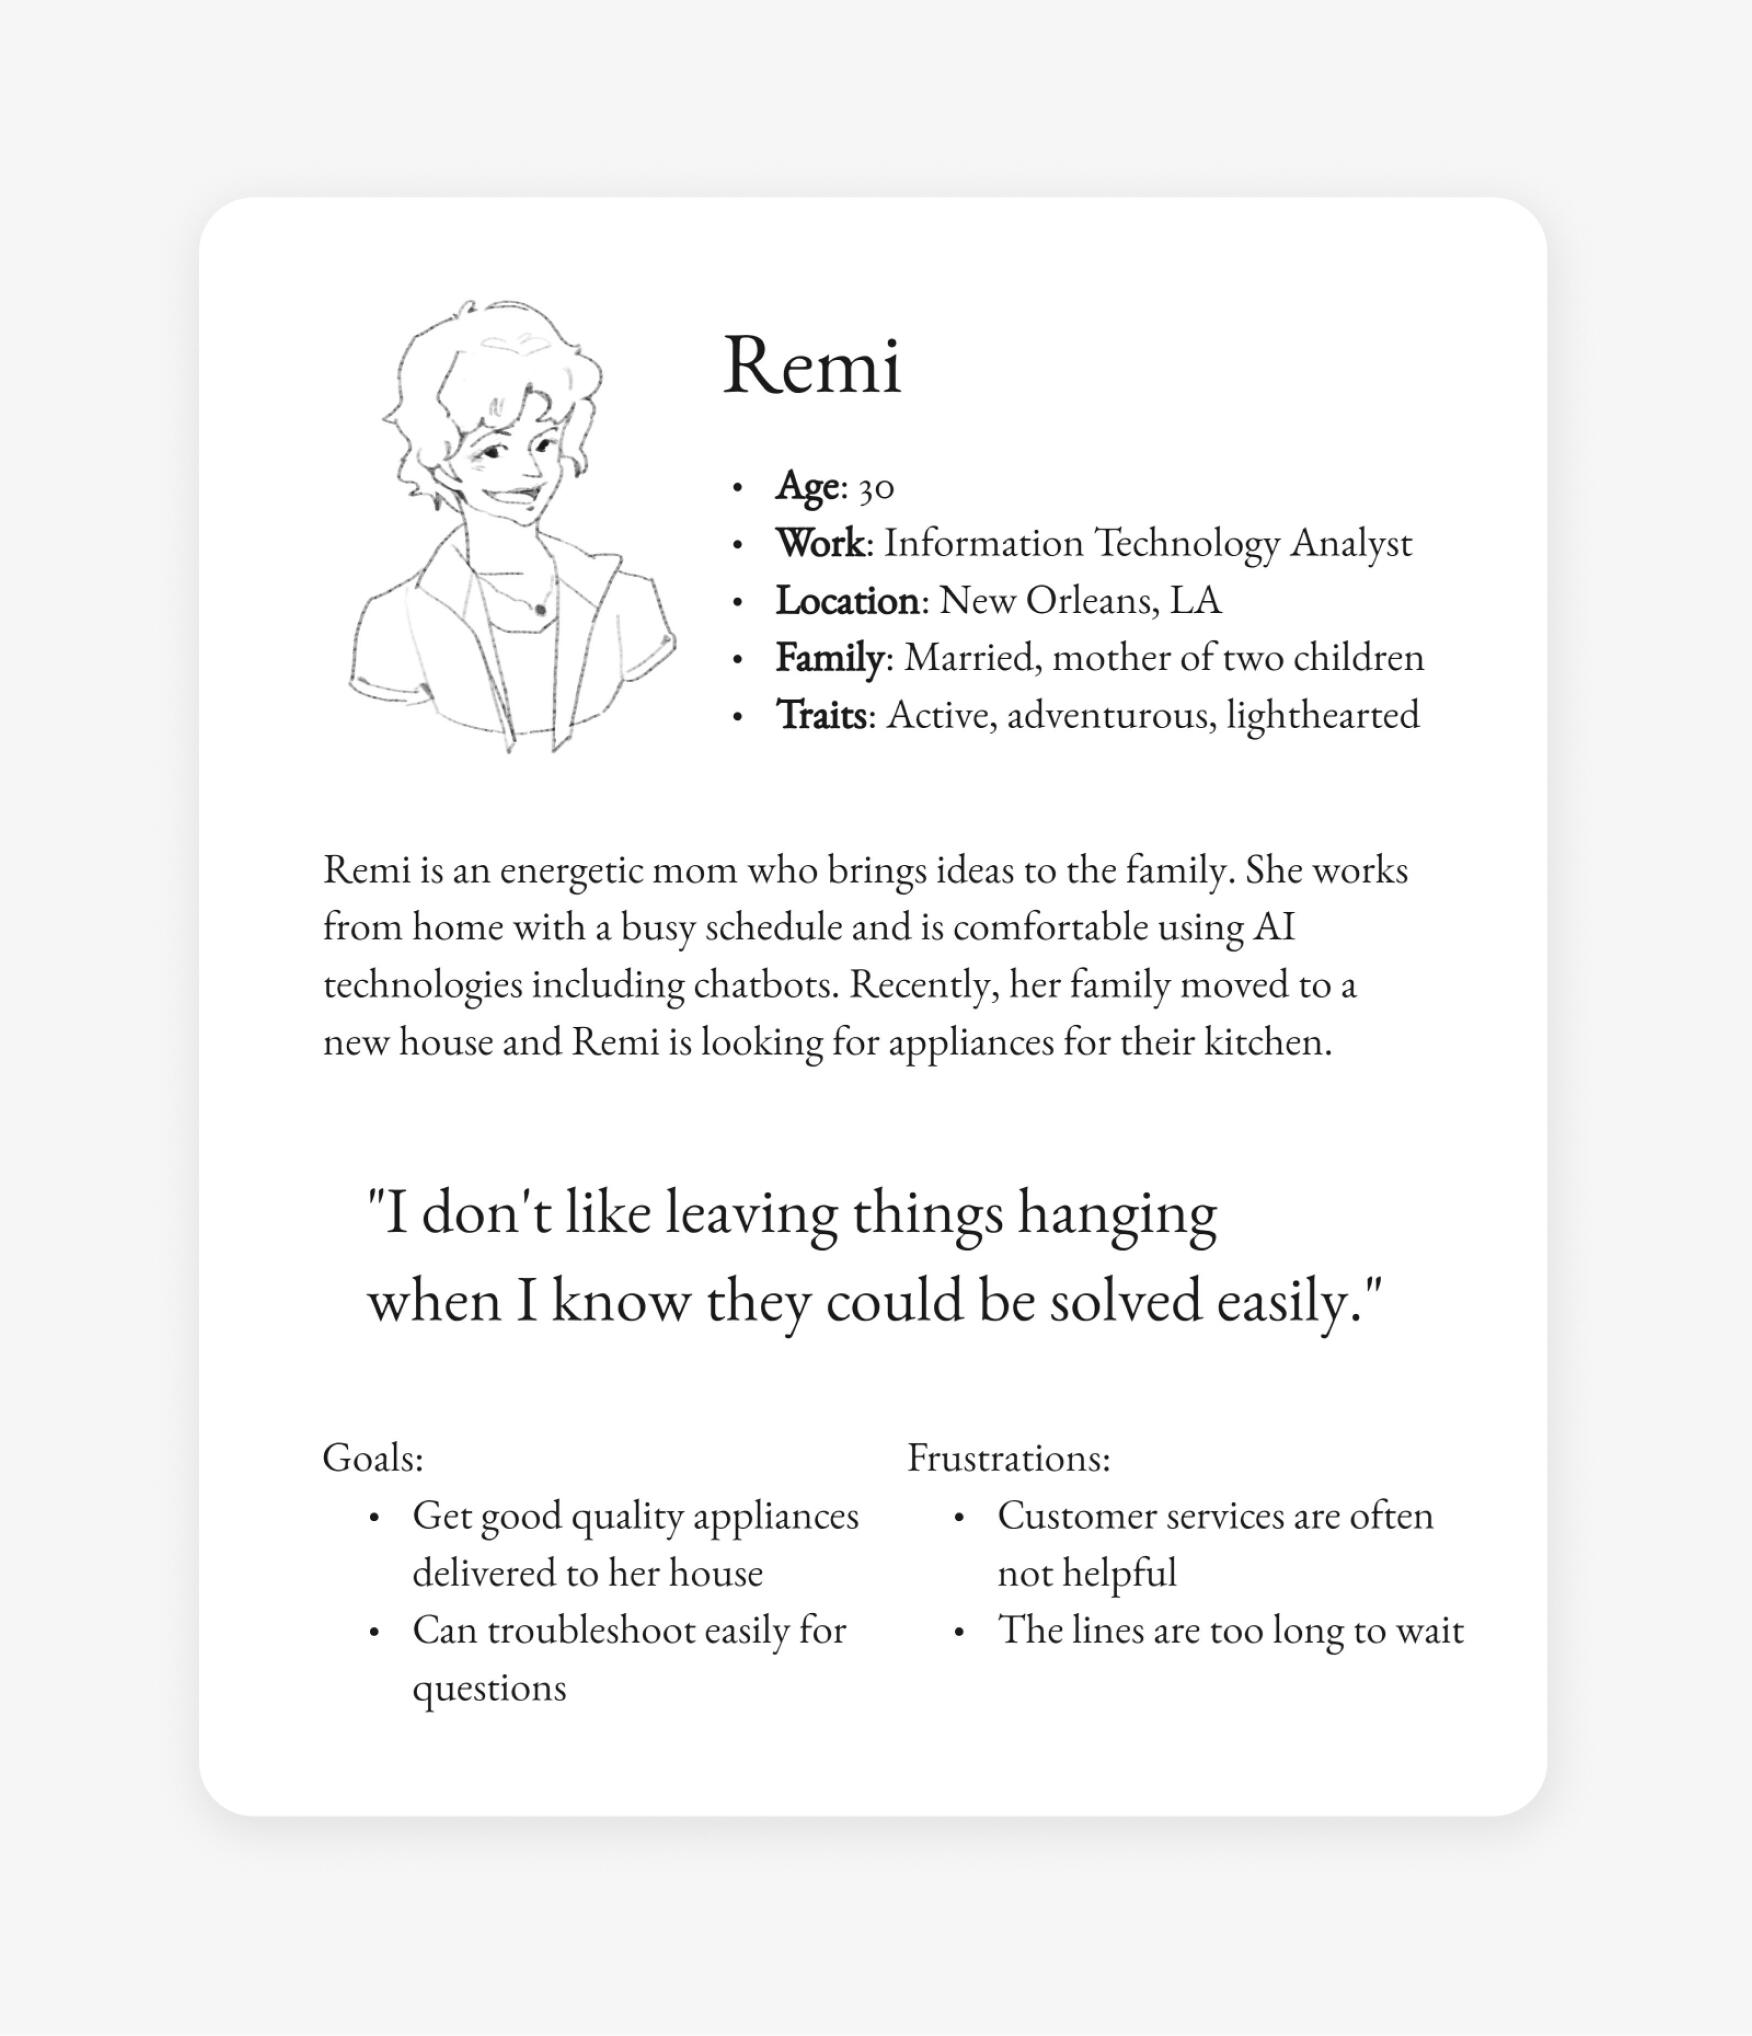 Remi
• Age: 30
• Work: Information Technology Analyst
• Location: New Orleans, LA
• Family: Married, mother of two children
• Traits: Active, adventurous, lighthearted
Remi is an energetic mom who brings ideas to the family. She works
from home with a busy schedule and is comfortable using AI
technologies including chatbots. Recently, her family moved to a
new house and Remi is looking for appliances for their kitchen.
"I don't like leaving things hanging
when I know they could be solved easily."
Goals:
• Get good quality appliances
delivered to her house
• Can troubleshoot easily for
questions
Frustrations:
• Customer services are often
not helpful
• The lines are too long to wait